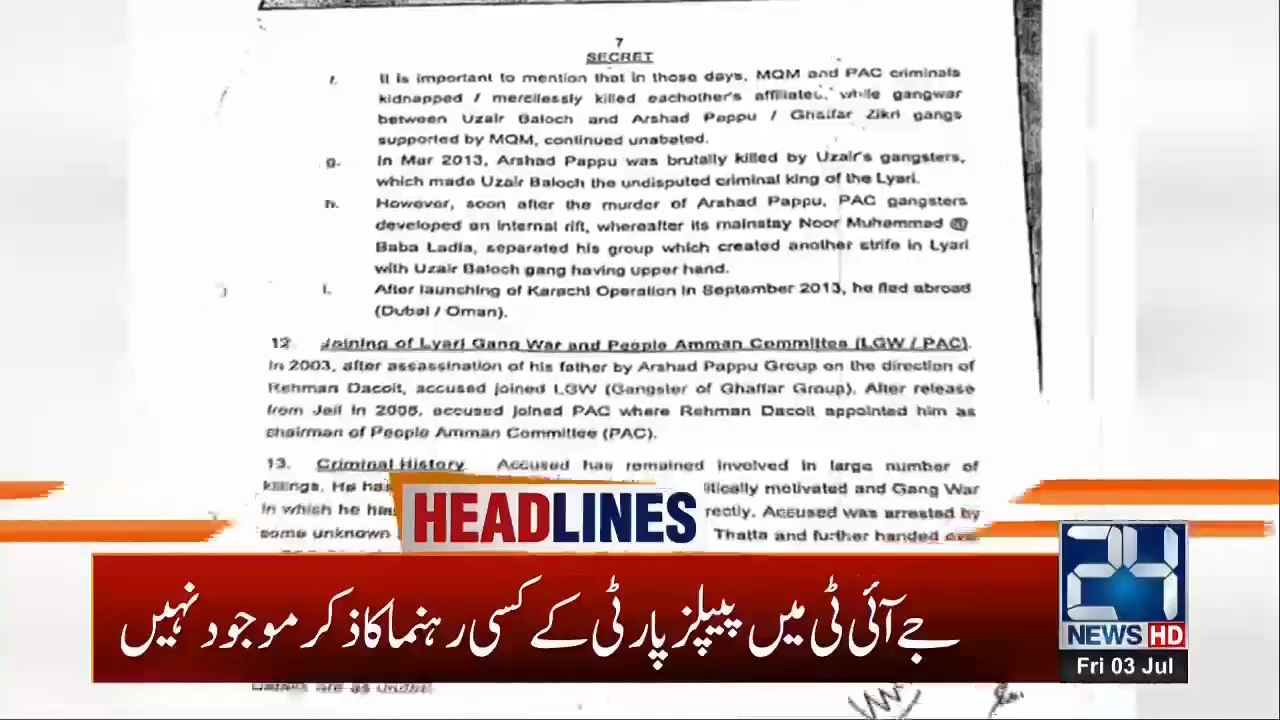 7
SECRET
f. It is important to mention that in those days, MQM and PAC criminals
kidnapped / mercilessly killed eachother's affiliates, while gangwar
between Uzair Baloch and Arshad Pappu / Ghaffar Zikri gangs
supported by MQM, continued unabated.
g. In Mar 2013, Arshad Pappu was brutally killed by Uzair's gangsters,
which made Uzair Baloch the undisputed criminal king of the Lyari.
h. However, soon after the murder of Arshad Pappu, PAC gangsters
developed an internal rift, whereafter its mainstay Noor Muhammad @
Baba Ladla, separated his group which created another strife in Lyari
with Uzair Baloch gang having upper hand.
i. After launching of Karachi Operation in September 2013, he fled abroad
(Dubai / Oman).
12. Joining of Lyari Gang War and People Amman Committee (LGW / PAC).
In 2003, after assassination of his father by Arshad Pappu Group on the direction of
Rehman Dacoit, accused joined LGW (Gangster of Ghaffar Group). After release
from Jail in accused joined PAC where Rehman Dacoit appointed him as
chairman of People Amman Committee (PAC).
13. Criminal History. Accused has remained involved in large number of
killings. He has itically motivated and Gang War
in which he has rectly. Accused was arrested by
some unknown Thatta and further handed over
HEADLINES
جے آئی ٹی میں پیپلز پارٹی کے کسی رہنما کا ذکر موجود نہیں
24
NEWS HD
Fri 03 Jul